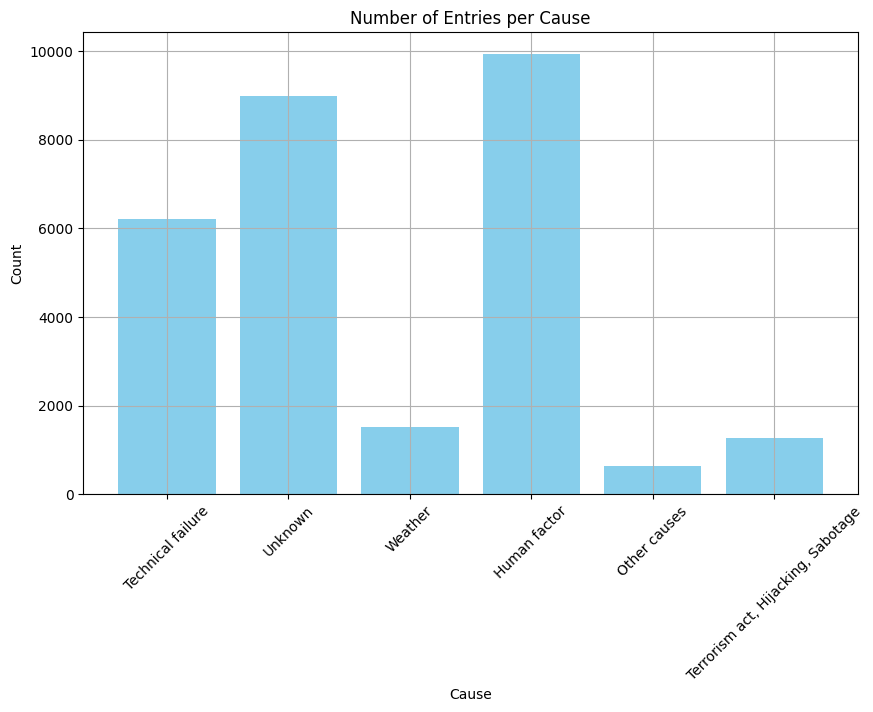 Number of Entries per Cause
Count
10000
8000
6000
4000
2000
0
Technical failure
Unknown
Weather
Human factor
Other causes
Terrorism act, Hijacking, Sabotage
Cause